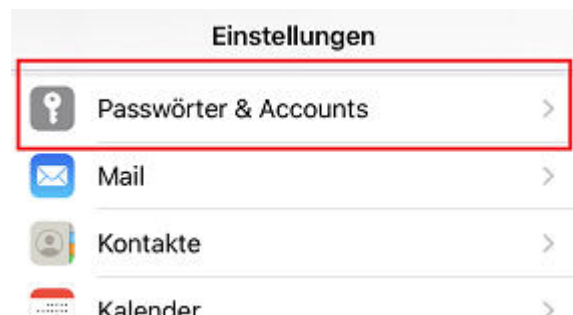 Einstellungen
Passwörter & Accounts
Mail
Kontakte
Kalender